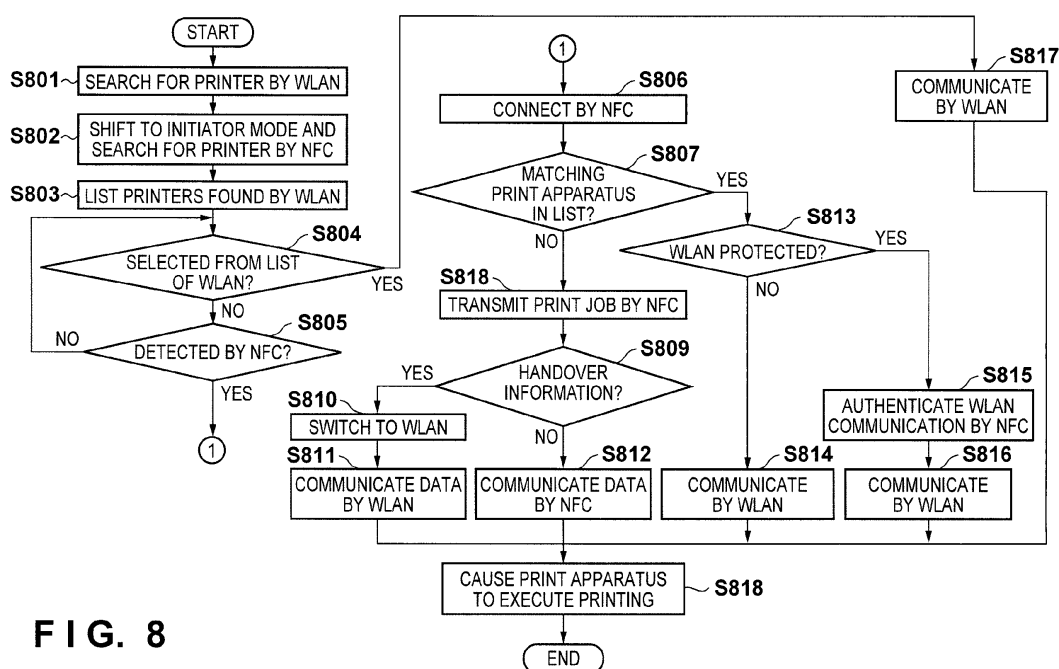 START
S801
SEARCH FOR PRINTER BY WLAN
S802
SHIFT TO INITIATOR MODE AND
SEARCH FOR PRINTER BY NFC
S803
LIST PRINTERS FOUND BY WLAN
S804
SELECTED FROM LIST
OF WLAN?
YES
NO
S805
DETECTED BY NFC?
NO
YES
1
1
S806
CONNECT BY NFC
S807
MATCHING
PRINT APPARATUS
IN LIST?
YES
NO
S818
TRANSMIT PRINT JOB BY NFC
S809
HANDOVER
INFORMATION?
YES
NO
S810
SWITCH TO WLAN
S811
COMMUNICATE DATA
BY WLAN
S812
COMMUNICATE DATA
BY NFC
S813
WLAN PROTECTED?
YES
NO
S814
COMMUNICATE
BY WLAN
S815
AUTHENTICATE WLAN
COMMUNICATION BY NFC
S816
COMMUNICATE
BY WLAN
S817
COMMUNICATE
BY WLAN
CAUSE PRINT APPARATUS
TO EXECUTE PRINTING
S818
END
FIG. 8